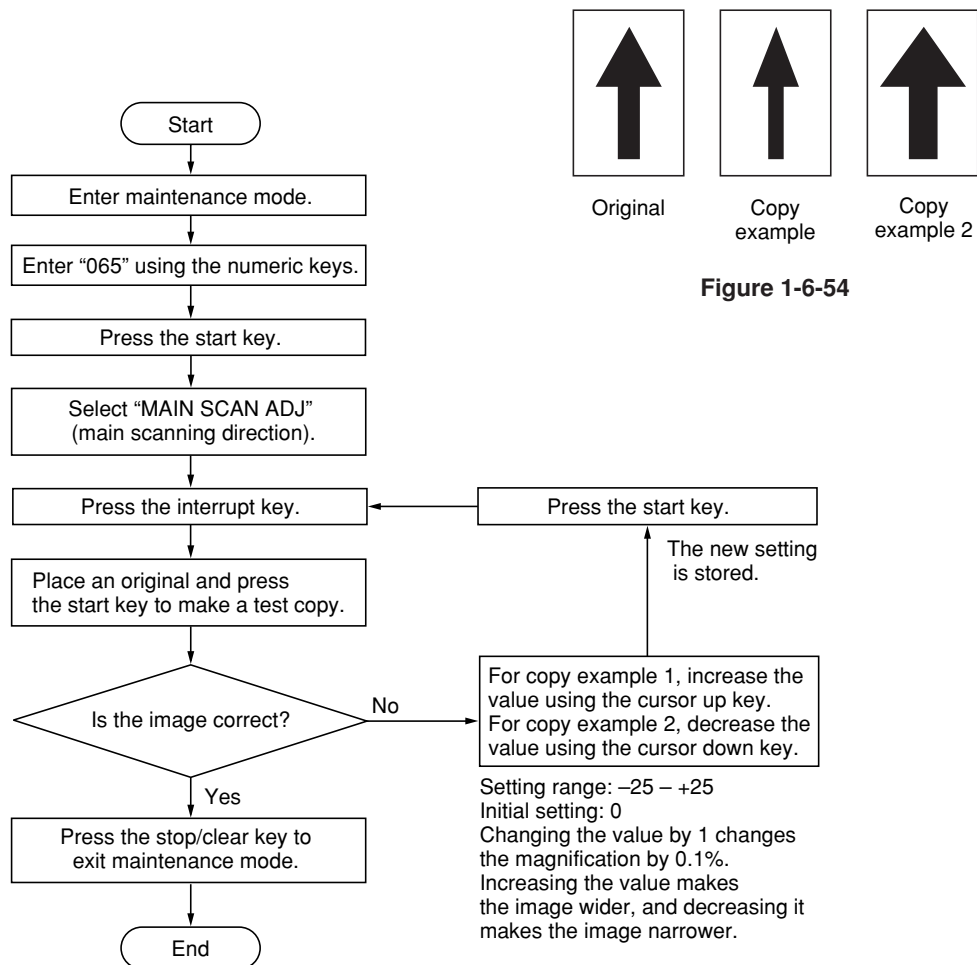 Start
Enter maintenance mode.
Enter “065” using the numeric keys.
Press the start key.
Select “MAIN SCAN ADJ”
(main scanning direction).
Press the interrupt key.
Place an original and press
the start key to make a test copy.
Is the image correct?
No
Yes
Press the stop/clear key to
exit maintenance mode.
End
Press the start key.
The new setting
is stored.
For copy example 1, increase the
value using the cursor up key.
For copy example 2, decrease the
value using the cursor down key.
Setting range: –25 – +25
Initial setting: 0
Changing the value by 1 changes
the magnification by 0.1%.
Increasing the value makes
the image wider, and decreasing it
makes the image narrower.
Original
Copy
example
Copy
example 2
Figure 1-6-54